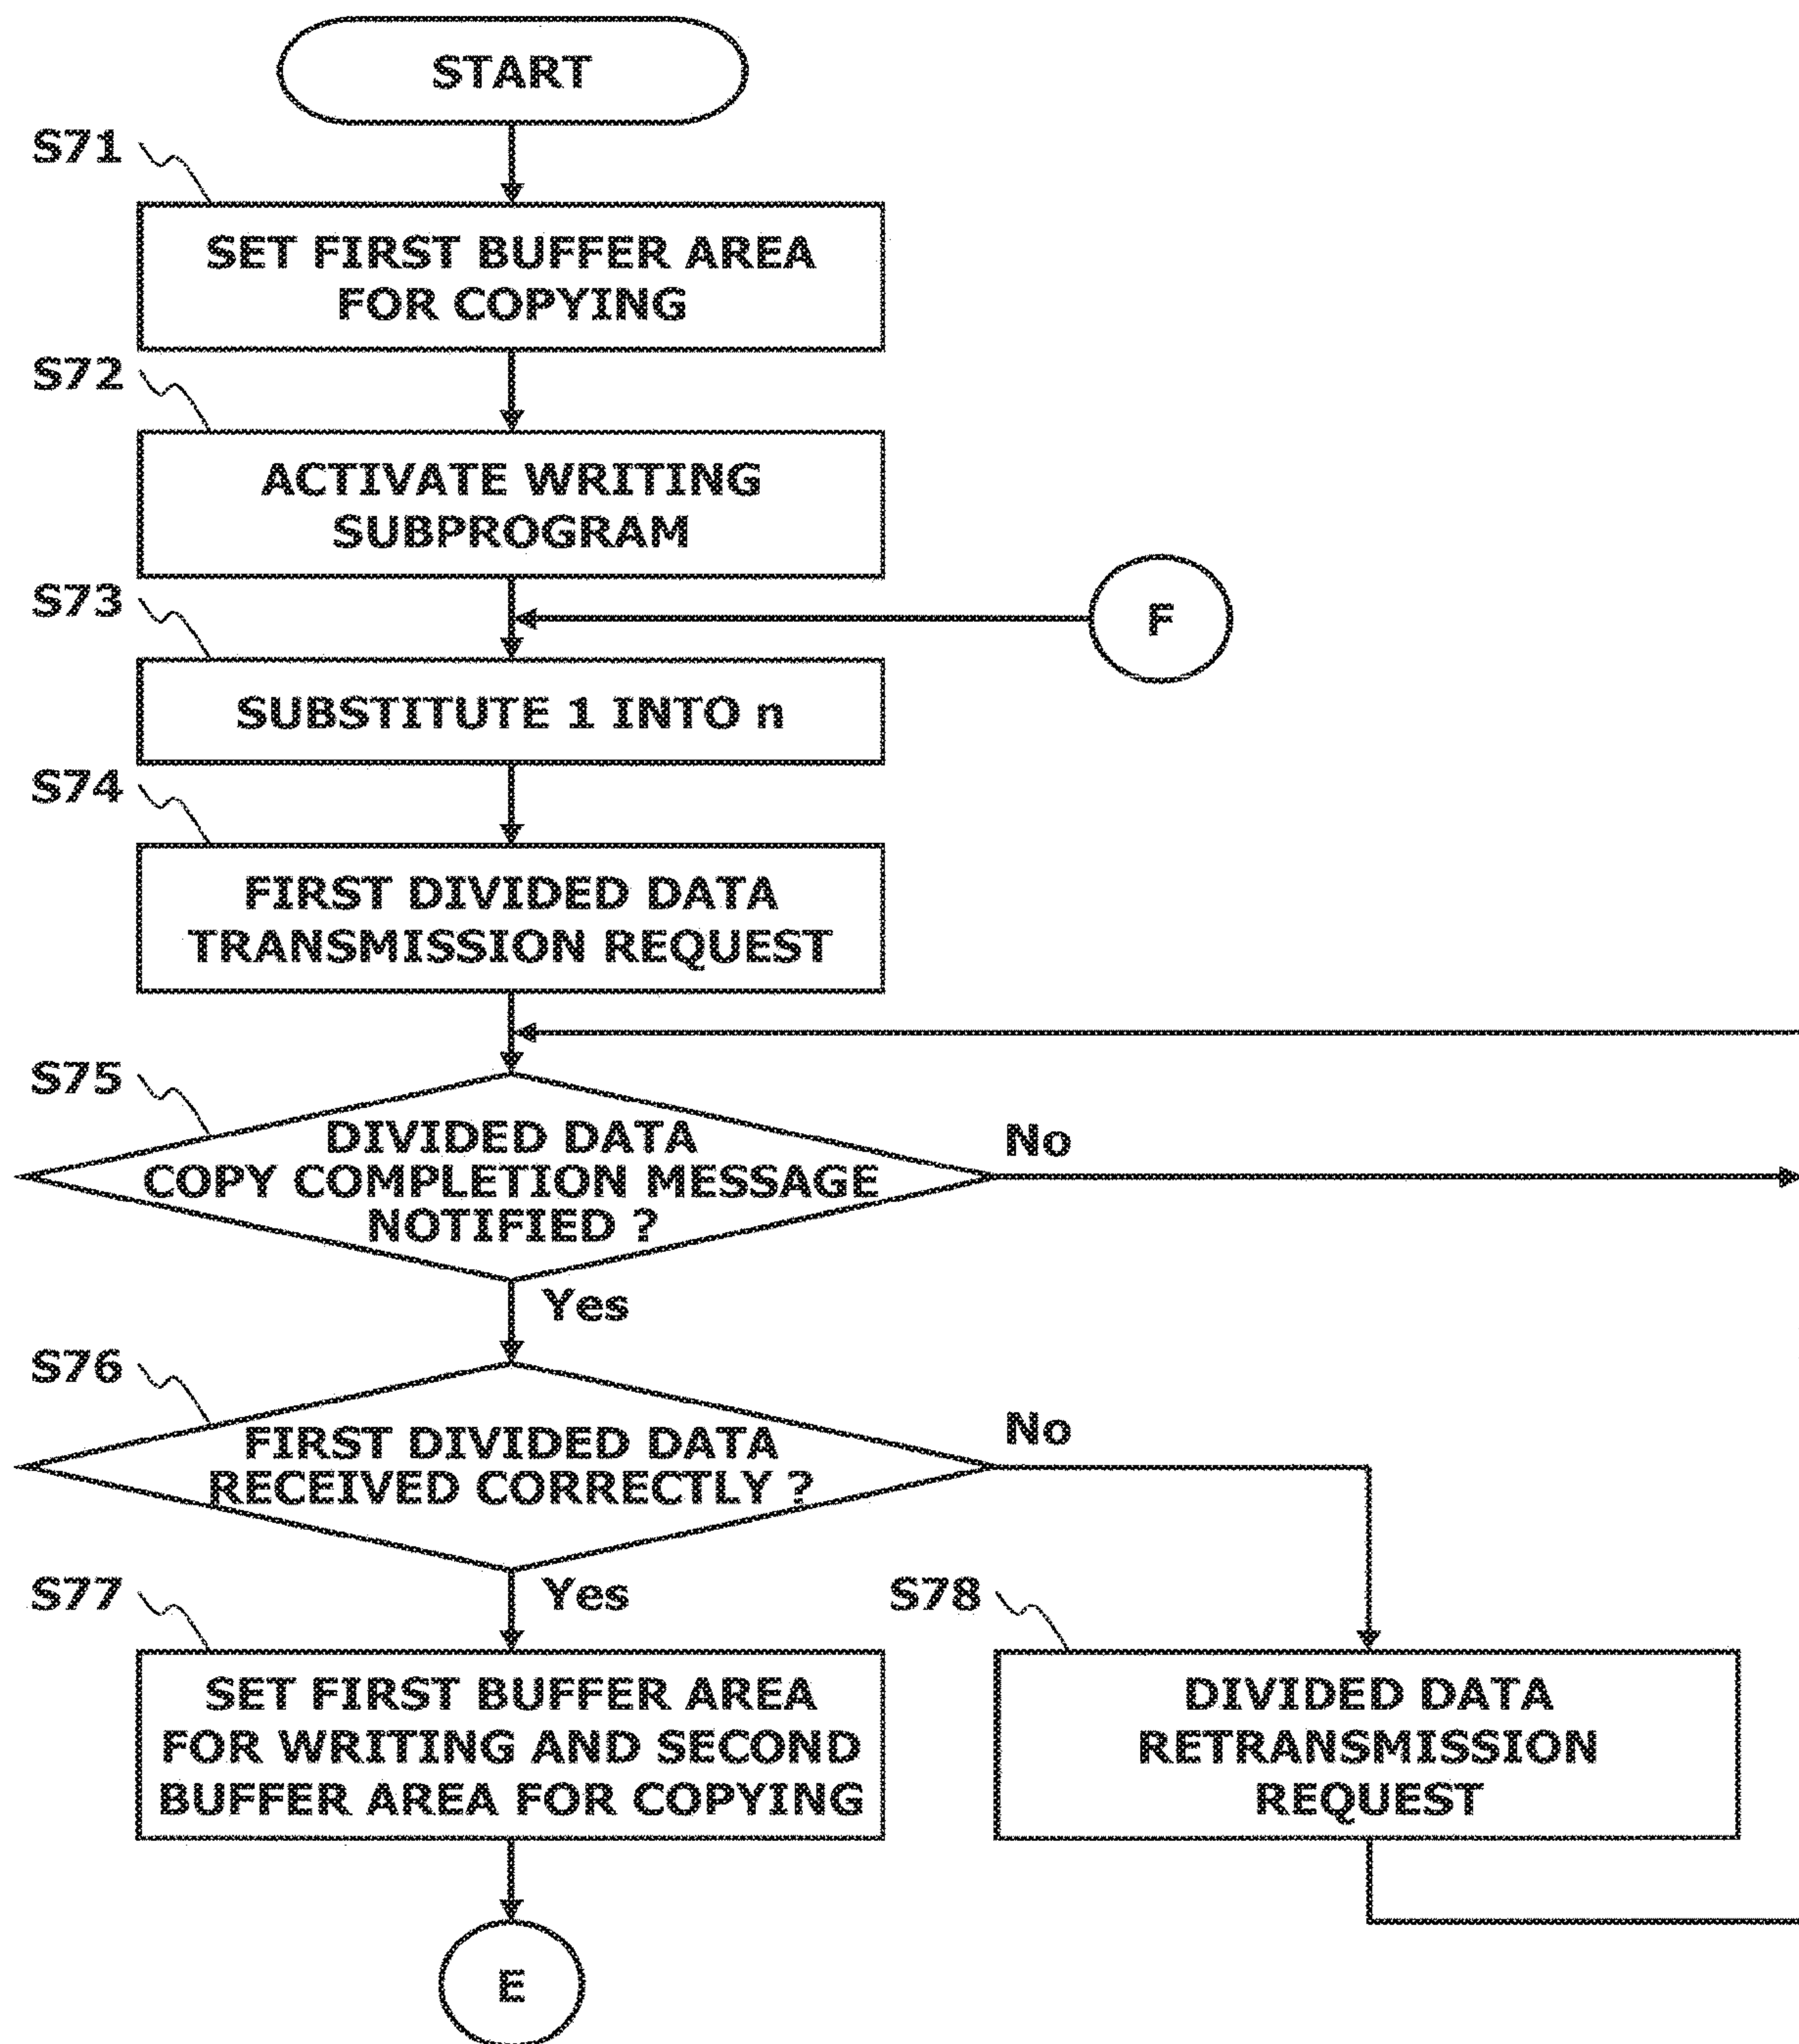 START
S71
SET FIRST BUFFER AREA
FOR COPYING
S72
ACTIVATE WRITING
SUBPROGRAM
S73
F
SUBSTITUTE 1 INTO n
S74
FIRST DIVIDED DATA
TRANSMISSION REQUEST
S75
DIVIDED DATA
COPY COMPLETION MESSAGE
NOTIFIED ?
No
Yes
S76
FIRST DIVIDED DATA
RECEIVED CORRECTLY ?
No
Yes
S77
SET FIRST BUFFER AREA
FOR WRITING AND SECOND
BUFFER AREA FOR COPYING
S78
DIVIDED DATA
RETRANSMISSION
REQUEST
E